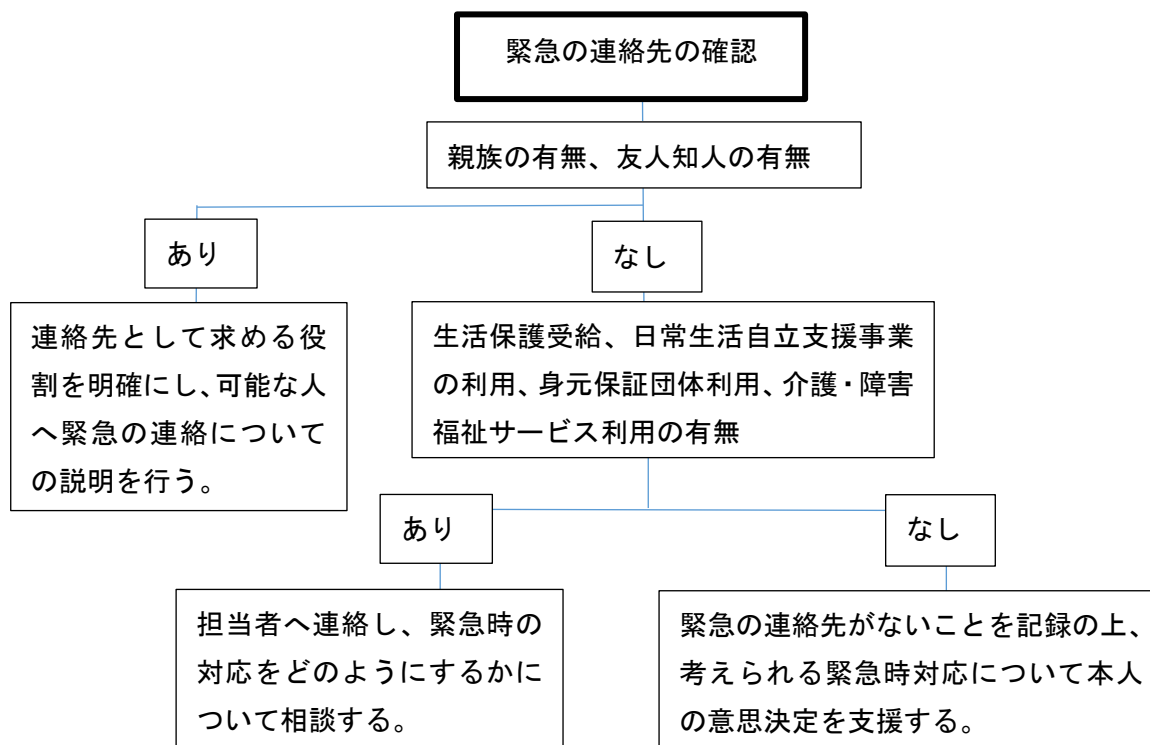 緊急の連絡先の確認
親族の有無、友人知人の有無
あり
なし
連絡先として求める役
割を明確にし、可能な人
へ緊急の連絡について
の説明を行う。
生活保護受給、日常生活自立支援事業
の利用、身元保証団体利用、介護・障害
福祉サービス利用の有無
あり
なし
担当者へ連絡し、緊急時の
対応をどのようにするかに
ついて相談する。
緊急の連絡先がないことを記録の上、
考えられる緊急時対応について本人
の意思決定を支援する。